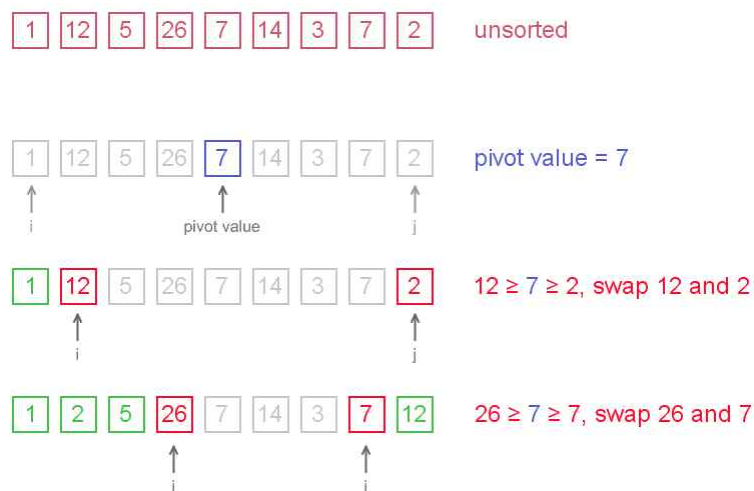 1 12 5 26 7 14 3 7 2 unsorted
1 12 5 26 7 14 3 7 2 pivot value = 7
i pivot value j
1 12 5 26 7 14 3 7 2 12 ≥ 7 ≥ 2, swap 12 and 2
i j
1 2 5 26 7 14 3 7 12 26 ≥ 7 ≥ 7, swap 26 and 7
i j